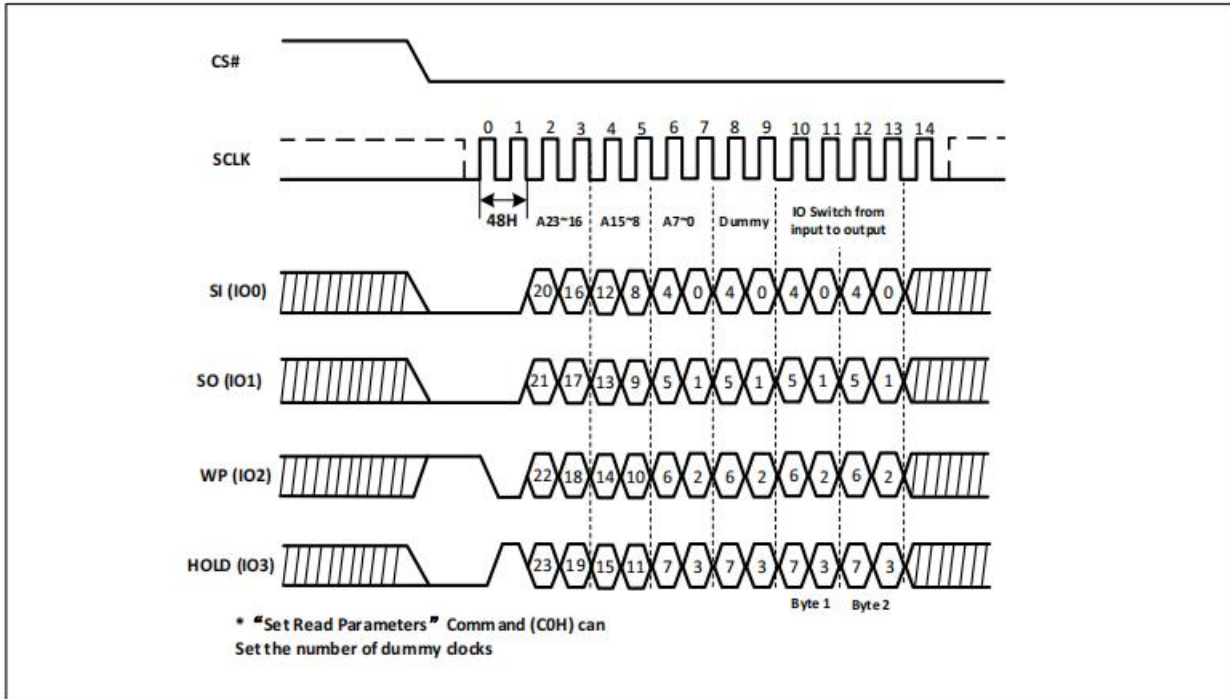 CS#
0 1 2 3 4 5 6 7 8 9 10 11 12 13 14
SCLK
48H A23~16 A15~8 A7~0 Dummy IO Switch from
input to output
SI (IO0) 20 16 12 8 4 0 4 0 4 0 4 0
SO (IO1) 21 17 13 9 5 1 5 1 5 1 5 1
WP (IO2) 22 18 14 10 6 2 6 2 6 2 6 2
HOLD (IO3) 23 19 15 11 7 3 7 3 7 3 7 3
Byte 1 Byte 2
* “Set Read Parameters” Command (C0H) can
Set the number of dummy clocks